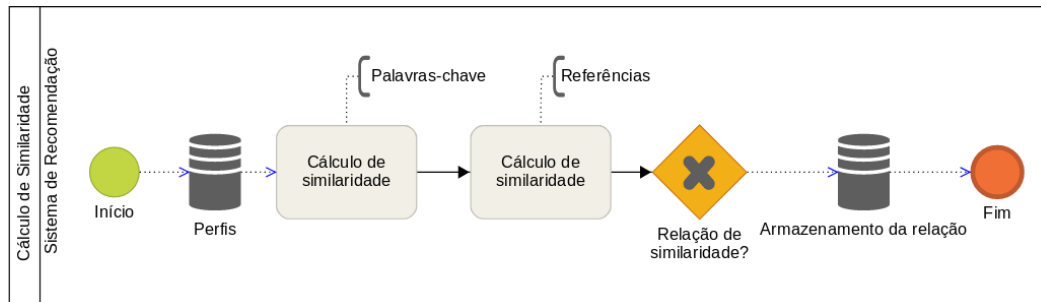 Cálculo de Similaridade
Sistema de Recomendação
Palavras-chave
Referências
Cálculo de
similaridade
Cálculo de
similaridade
Início
Perfis
Relação de
similaridade?
Armazenamento da relação
Fim